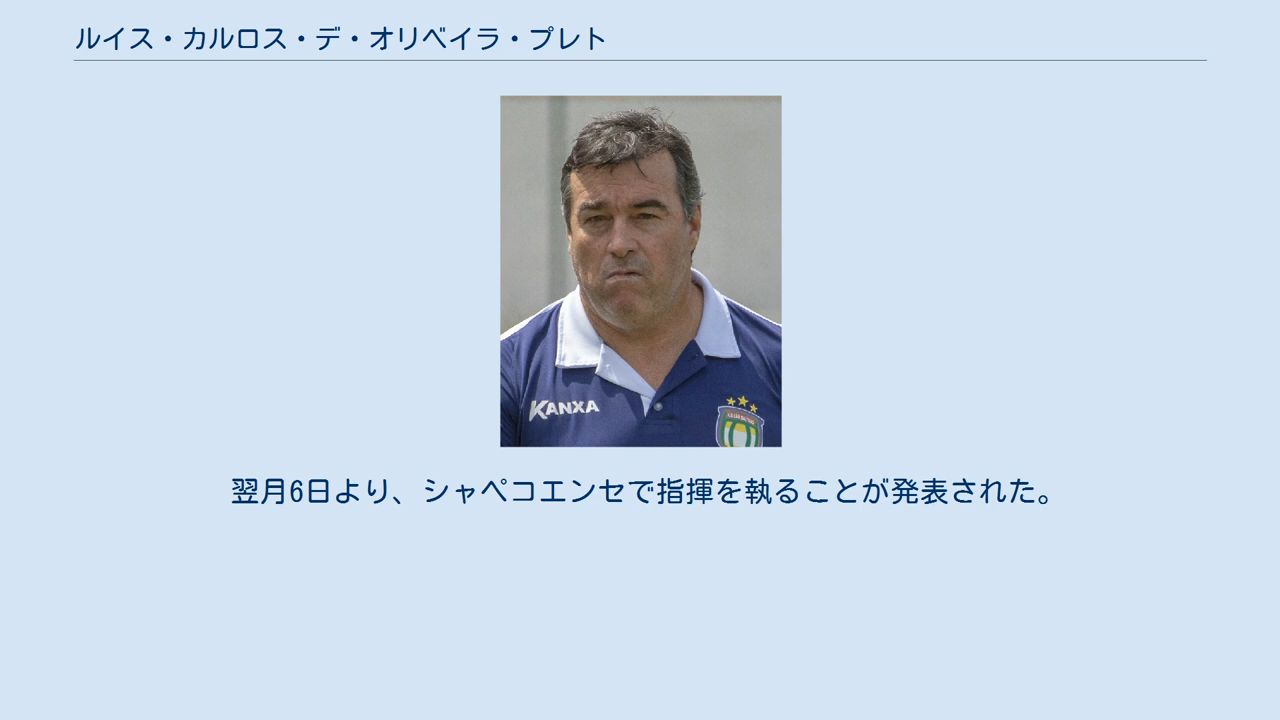 ルイス・カルロス・デ・オリベイラ・プレト
KANXA
翌月6日より、シャペコエンセで指揮を執ることが発表された。